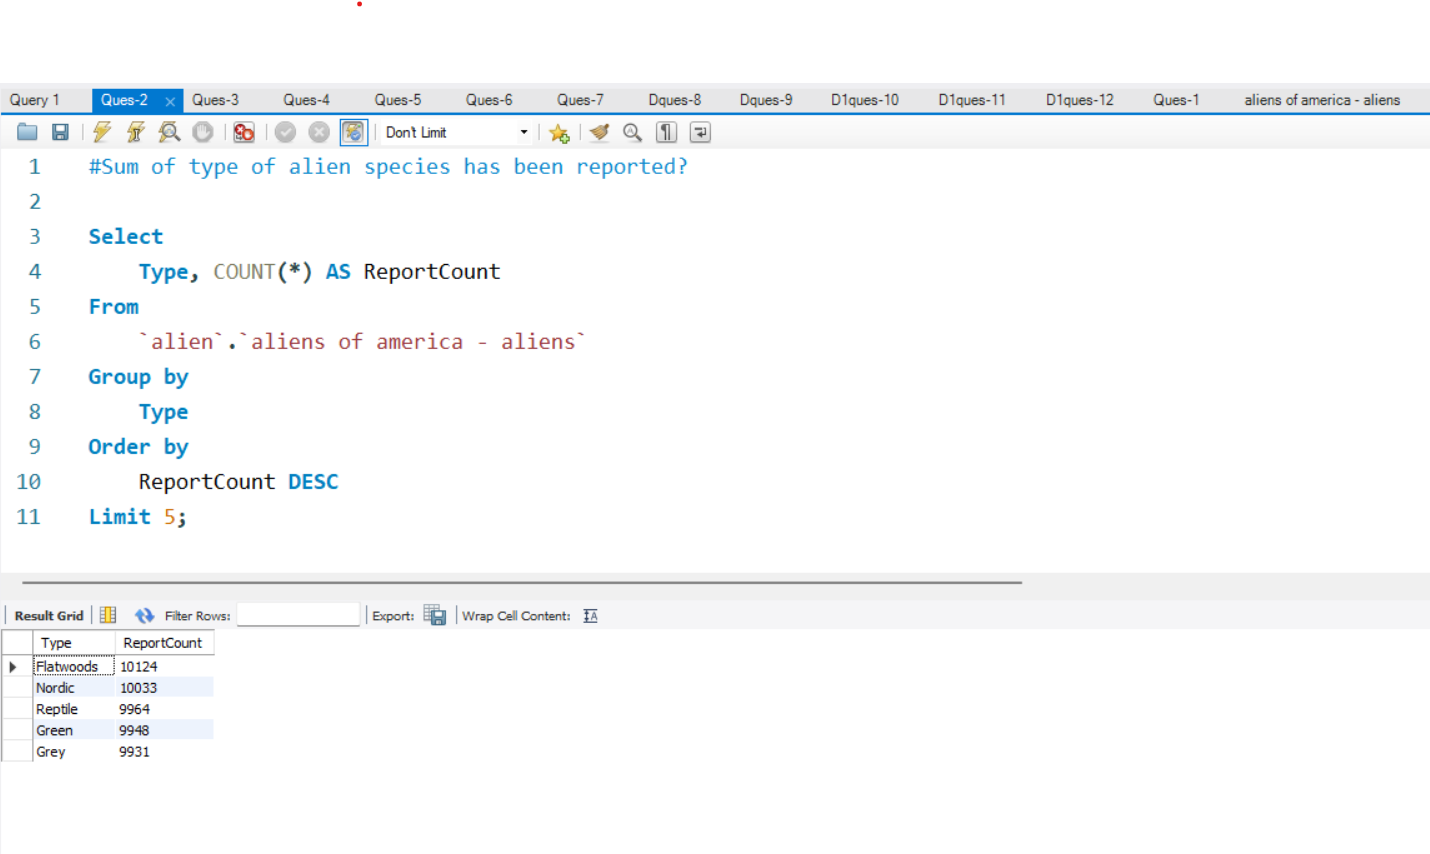 Query 1 Ques-2 Ques-3 Ques-4 Ques-5 Ques-6 Ques-7 Dques-8 Dques-9 D1ques-10 D1ques-11 D1ques-12 Ques-1 aliens of america - aliens
Don't Limit
1 #Sum of type of alien species has been reported?
2
3 Select
4 Type, COUNT(*) AS ReportCount
5 From
6 `alien`.`aliens of america - aliens`
7 Group by
8 Type
9 Order by
10 ReportCount DESC
11 Limit 5;
Result Grid Filter Rows: Export: Wrap Cell Content:
Type ReportCount
Flatwoods 10124
Nordic 10033
Reptile 9964
Green 9948
Grey 9931